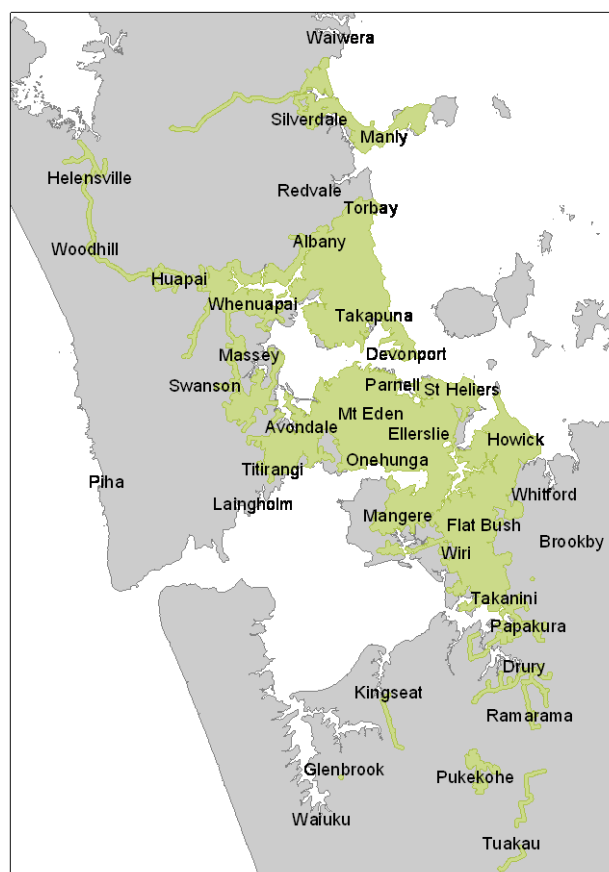 Waiwera
Silverdale
Manly
Helensville
Redvale
Torbay
Woodhill
Albany
Huapai
Whenuapai
Takapuna
Massey
Devonport
Swanson
Parnell
St Heliers
Mt Eden
Avondale
Ellerslie
Howick
Titirangi
Onehunga
Piha
Laingholm
Whitford
Mangere
Flat Bush
Wiri
Brookby
Takanini
Papakura
Drury
Kingseat
Ramarama
Glenbrook
Pukekohe
Waiuku
Tuakau